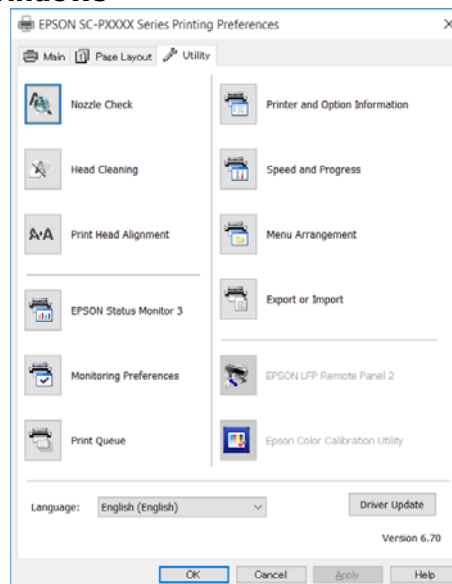 EPSON SC-PXXXX Series Printing Preferences
Main
Page Layout
Utility
Nozzle Check
Printer and Option Information
Head Cleaning
Speed and Progress
Print Head Alignment
Menu Arrangement
EPSON Status Monitor 3
Export or Import
Monitoring Preferences
EPSON LFP Remote Panel 2
Print Queue
Epson Color Calibration Utility
Language:
English (English)
Driver Update
Version 6.70
OK
Cancel
Apply
Help